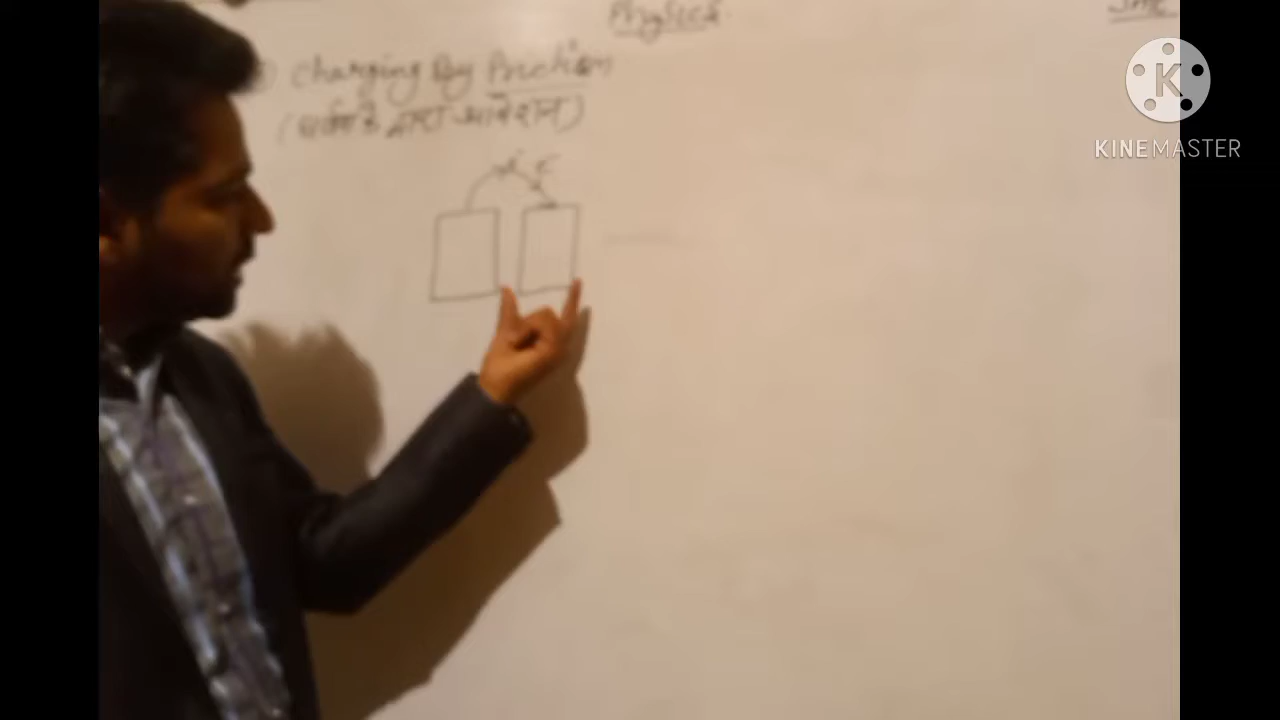 Physics
charging By Friction
(घर्षण के द्वारा आवेशन)
e⁻
KINEMASTER